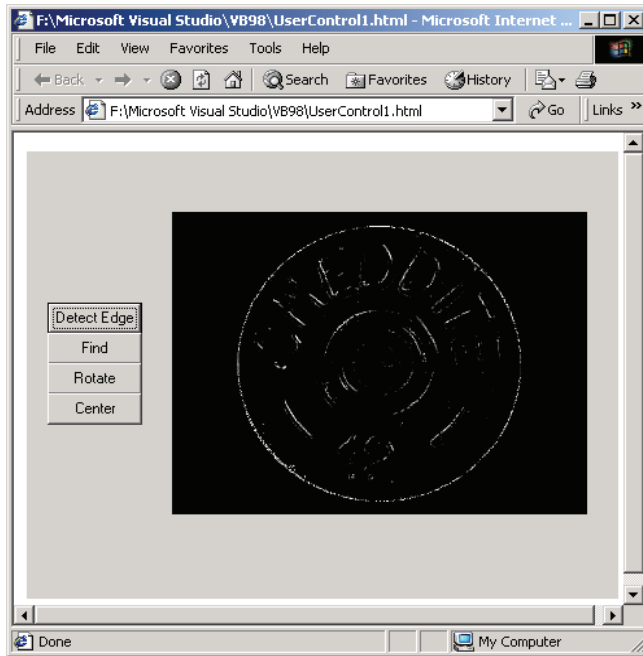 F:\Microsoft Visual Studio\VB98\UserControl1.html - Microsoft Internet ...
File Edit View Favorites Tools Help
Back Search Favorites History
Address F:\Microsoft Visual Studio\VB98\UserControl1.html Go Links »
Detect Edge
Find
Rotate
Center
12
Done My Computer